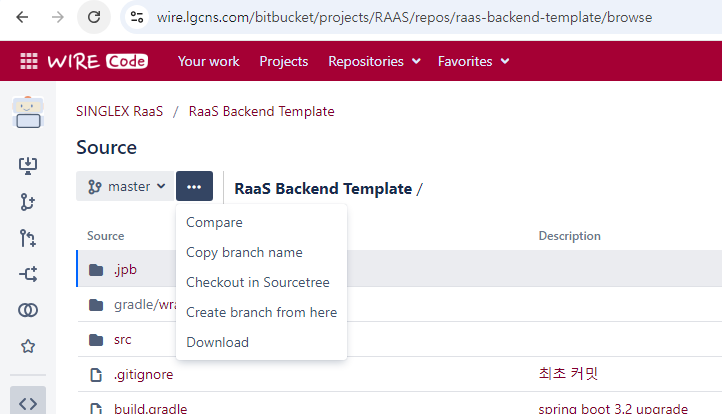 wire.lgcns.com/bitbucket/projects/RAAS/repos/raas-backend-template/browse
WIRE Code Your work Projects Repositories Favorites
SINGLEX RaaS / RaaS Backend Template
Source
master RaaS Backend Template /
Compare
Copy branch name
Checkout in Sourcetree
Create branch from here
Download
Source Description
.jpb
gradle/wra
src
.gitignore 최초 커밋
build.gradle spring boot 3.2 upgrade